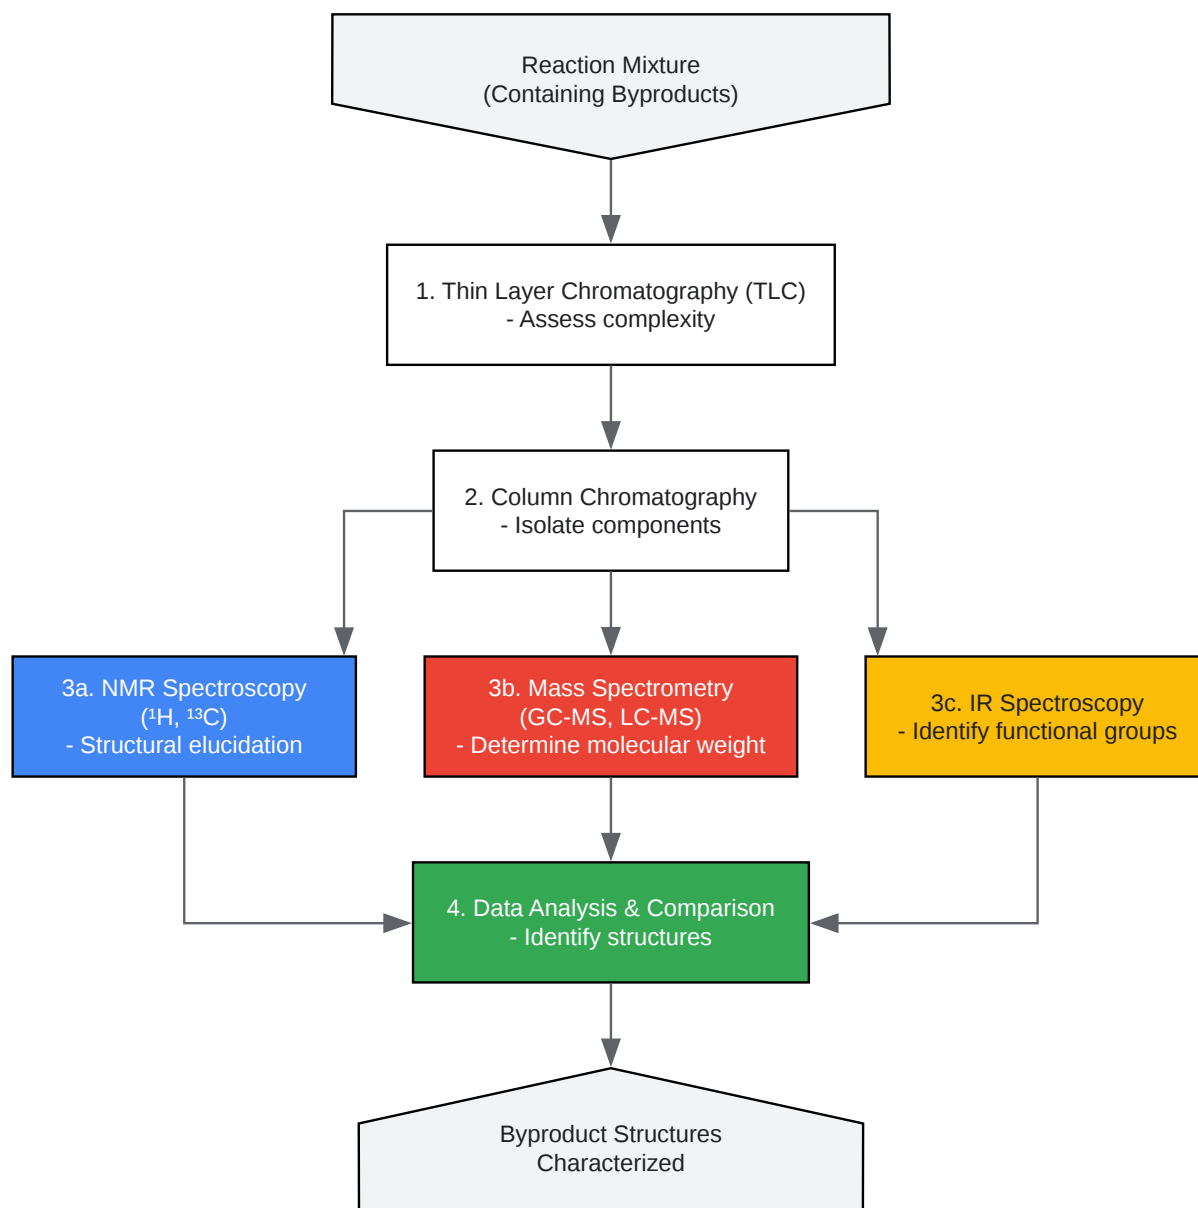 Reaction Mixture
(Containing Byproducts)
1. Thin Layer Chromatography (TLC)
- Assess complexity
2. Column Chromatography
- Isolate components
3a. NMR Spectroscopy
(¹H, ¹³C)
- Structural elucidation
3b. Mass Spectrometry
(GC-MS, LC-MS)
- Determine molecular weight
3c. IR Spectroscopy
- Identify functional groups
4. Data Analysis & Comparison
- Identify structures
Byproduct Structures
Characterized